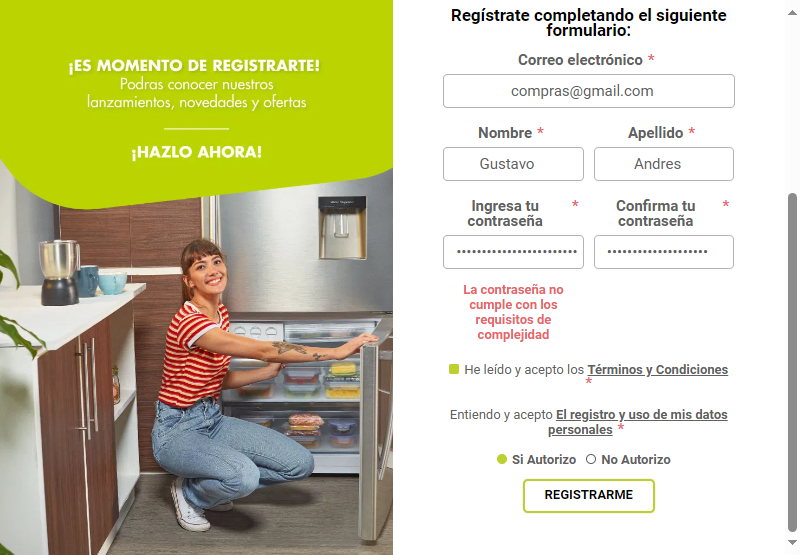 ¡ES MOMENTO DE REGISTRARTE!
Podras conocer nuestros
lanzamientos, novedades y ofertas
¡HAZLO AHORA!
Regístrate completando el siguiente
formulario:
Correo electrónico *
compras@gmail.com
Nombre *
Apellido *
Gustavo
Andres
Ingresa tu *
contraseña
Confirma tu *
contraseña
La contraseña no
cumple con los
requisitos de
complejidad
He leído y acepto los Términos y Condiciones
*
Entiendo y acepto El registro y uso de mis datos
personales *
Si Autorizo No Autorizo
REGISTRARME